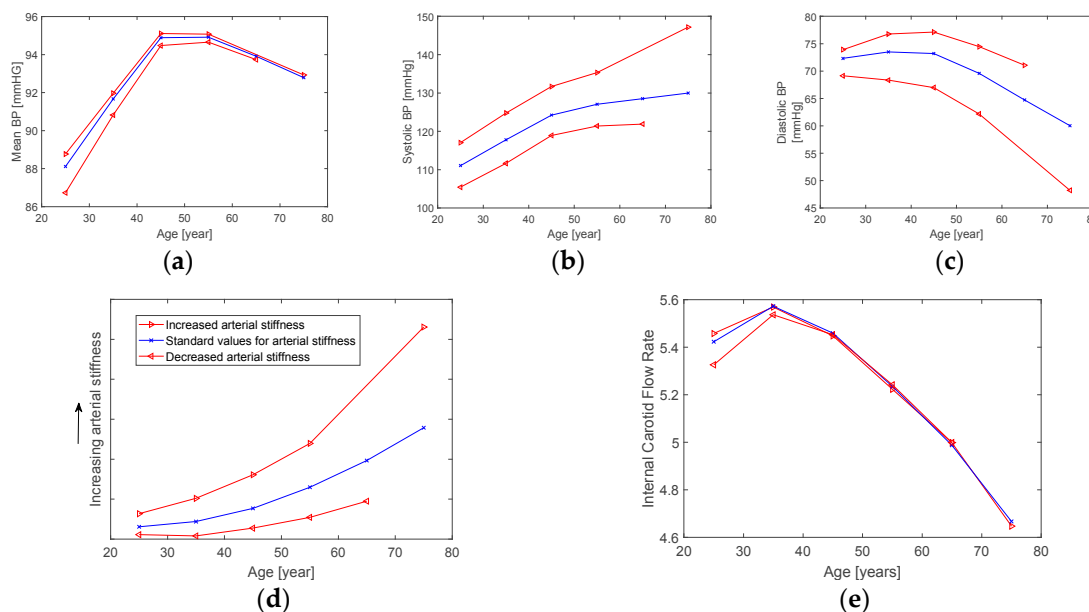 96
94
92
90
88
86
Mean BP [mmHG]
20 30 40 50 60 70 80
Age [year]
(a)
150
140
130
120
110
100
Systolic BP
[mmHg]
20 30 40 50 60 70 80
Age [year]
(b)
80
75
70
65
60
55
50
45
Diastolic BP
[mmHg]
20 30 40 50 60 70 80
Age [year]
(c)
Increased arterial stiffness
Standard values for arterial stiffness
Decreased arterial stiffness
Increasing arterial stiffness
20 30 40 50 60 70 80
Age [year]
(d)
5.6
5.4
5.2
5
4.8
4.6
Internal Carotid Flow Rate
20 30 40 50 60 70 80
Age [years]
(e)